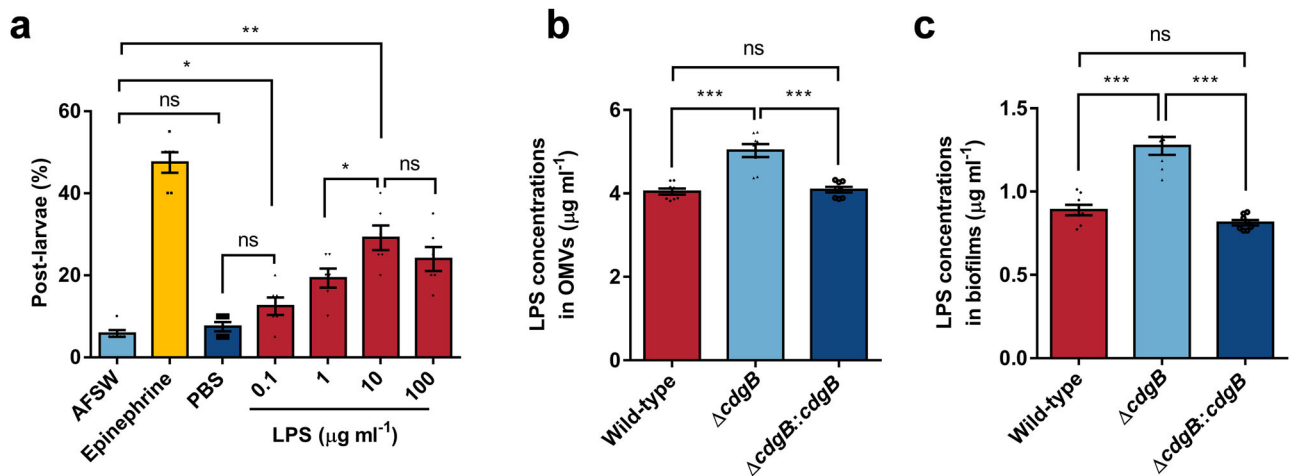 a
**
*
ns
*
ns
ns
Post-larvae (%)
60
40
20
0
AFSW
Epinephrine
PBS
0.1
1
10
100
LPS (μg ml-1)
b
ns
***
***
LPS concentrations
in OMVs (μg ml-1)
6
4
2
0
Wild-type
ΔcdgB
ΔcdgB::cdgB
c
ns
***
***
LPS concentrations
in biofilms (μg ml-1)
1.5
1.0
0.5
0.0
Wild-type
ΔcdgB
ΔcdgB::cdgB